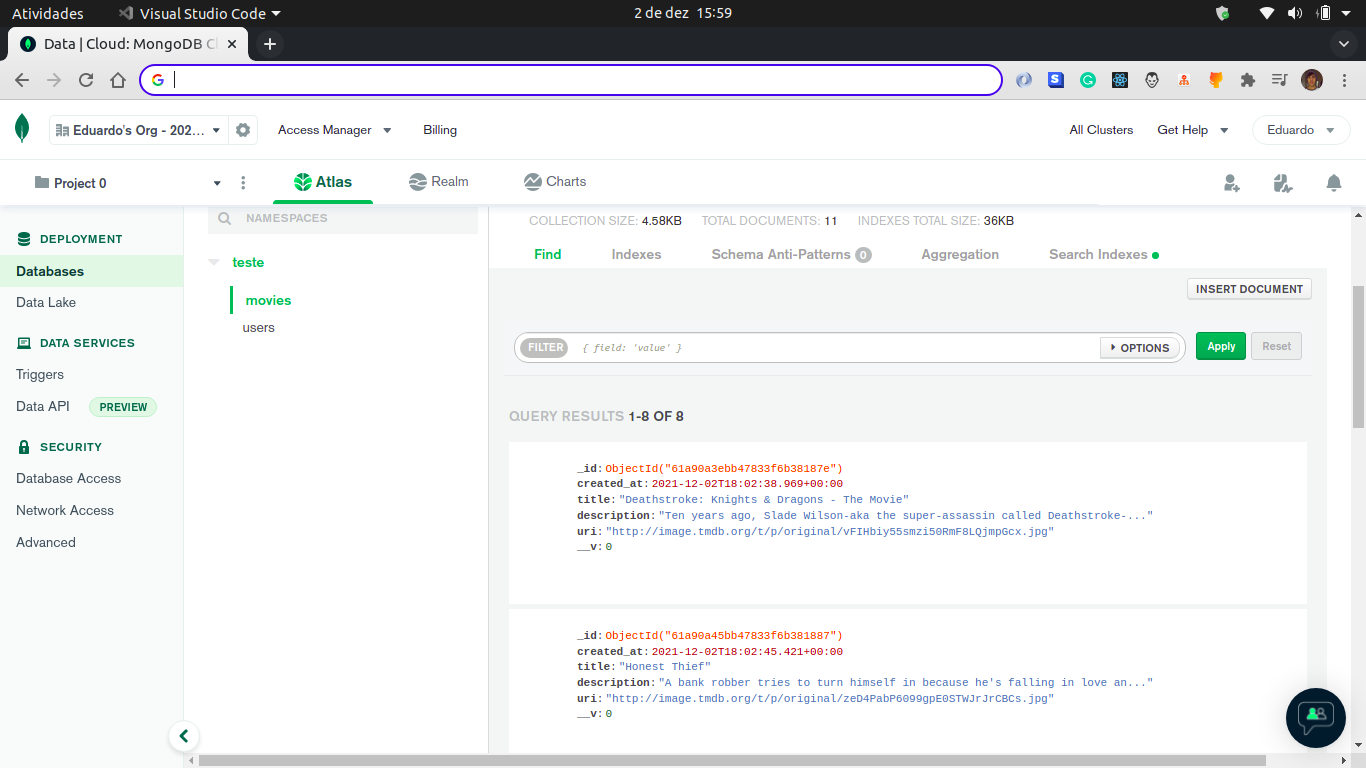 Atividades Visual Studio Code 2 de dez 15:59
Data | Cloud: MongoDB Cl
Eduardo's Org - 202... Access Manager Billing All Clusters Get Help Eduardo
Project 0 Atlas Realm Charts
NAMESPACES
teste
movies
users
DEPLOYMENT
Databases
Data Lake
DATA SERVICES
Triggers
Data API PREVIEW
SECURITY
Database Access
Network Access
Advanced
COLLECTION SIZE: 4.58KB TOTAL DOCUMENTS: 11 INDEXES TOTAL SIZE: 36KB
Find Indexes Schema Anti-Patterns 0 Aggregation Search Indexes
INSERT DOCUMENT
FILTER { field: 'value' } OPTIONS Apply Reset
QUERY RESULTS 1-8 OF 8
_id: ObjectId("61a90a3ebb47833f6b38187e")
created_at: 2021-12-02T18:02:38.969+00:00
title: "Deathstroke: Knights & Dragons - The Movie"
description: "Ten years ago, Slade Wilson-aka the super-assassin called Deathstroke-..."
uri: "http://image.tmdb.org/t/p/original/vFIHbiy55smzi50RmF8LQjmpGcx.jpg"
__v: 0
_id: ObjectId("61a90a45bb47833f6b381887")
created_at: 2021-12-02T18:02:45.421+00:00
title: "Honest Thief"
description: "A bank robber tries to turn himself in because he's falling in love an..."
uri: "http://image.tmdb.org/t/p/original/zeD4PabP6099gpE0STWJrJrCBCs.jpg"
__v: 0